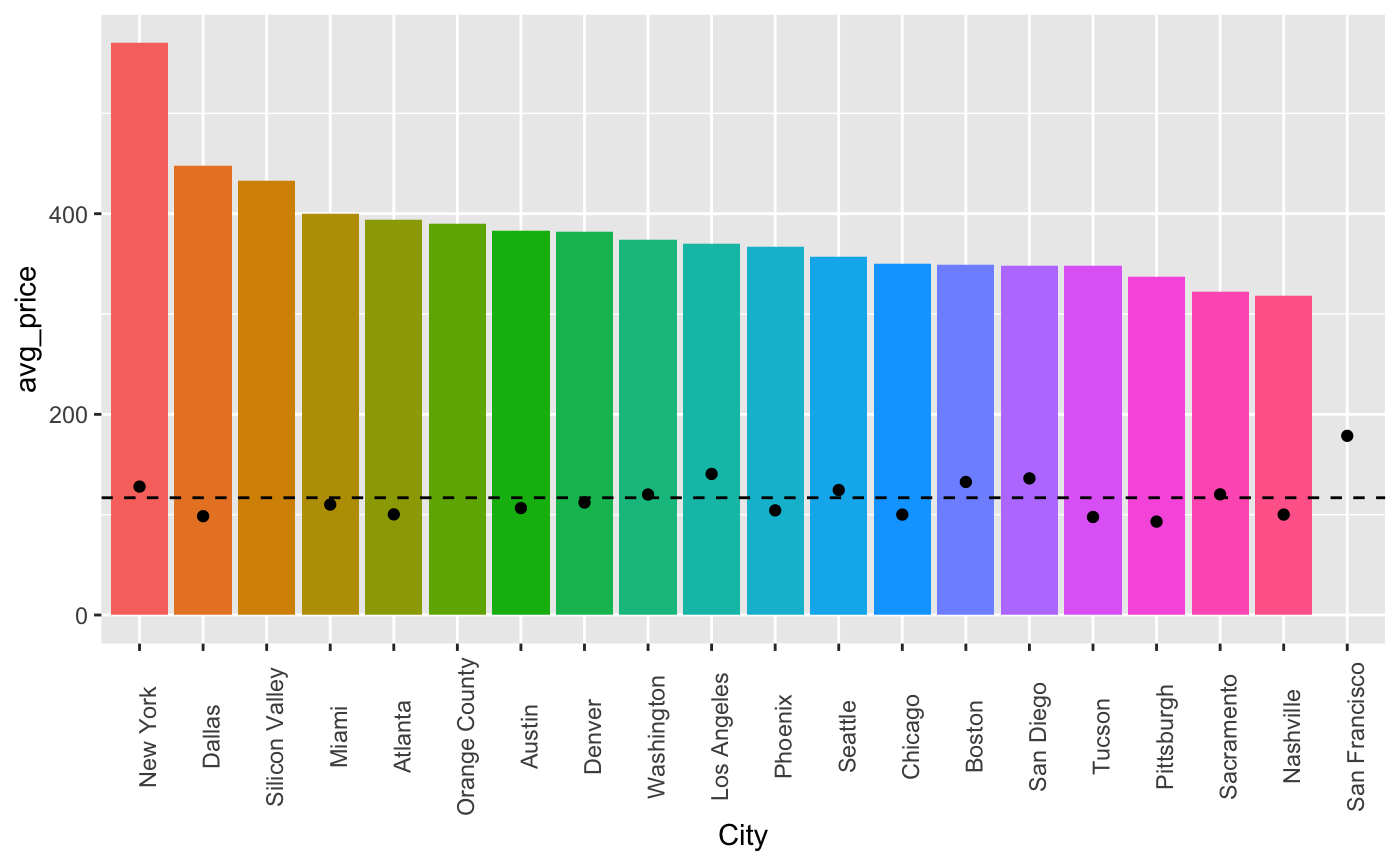 avg_price
400
200
0
New York
Dallas
Silicon Valley
Miami
Atlanta
Orange County
Austin
Denver
Washington
Los Angeles
Phoenix
Seattle
Chicago
Boston
San Diego
Tucson
Pittsburgh
Sacramento
Nashville
San Francisco
City